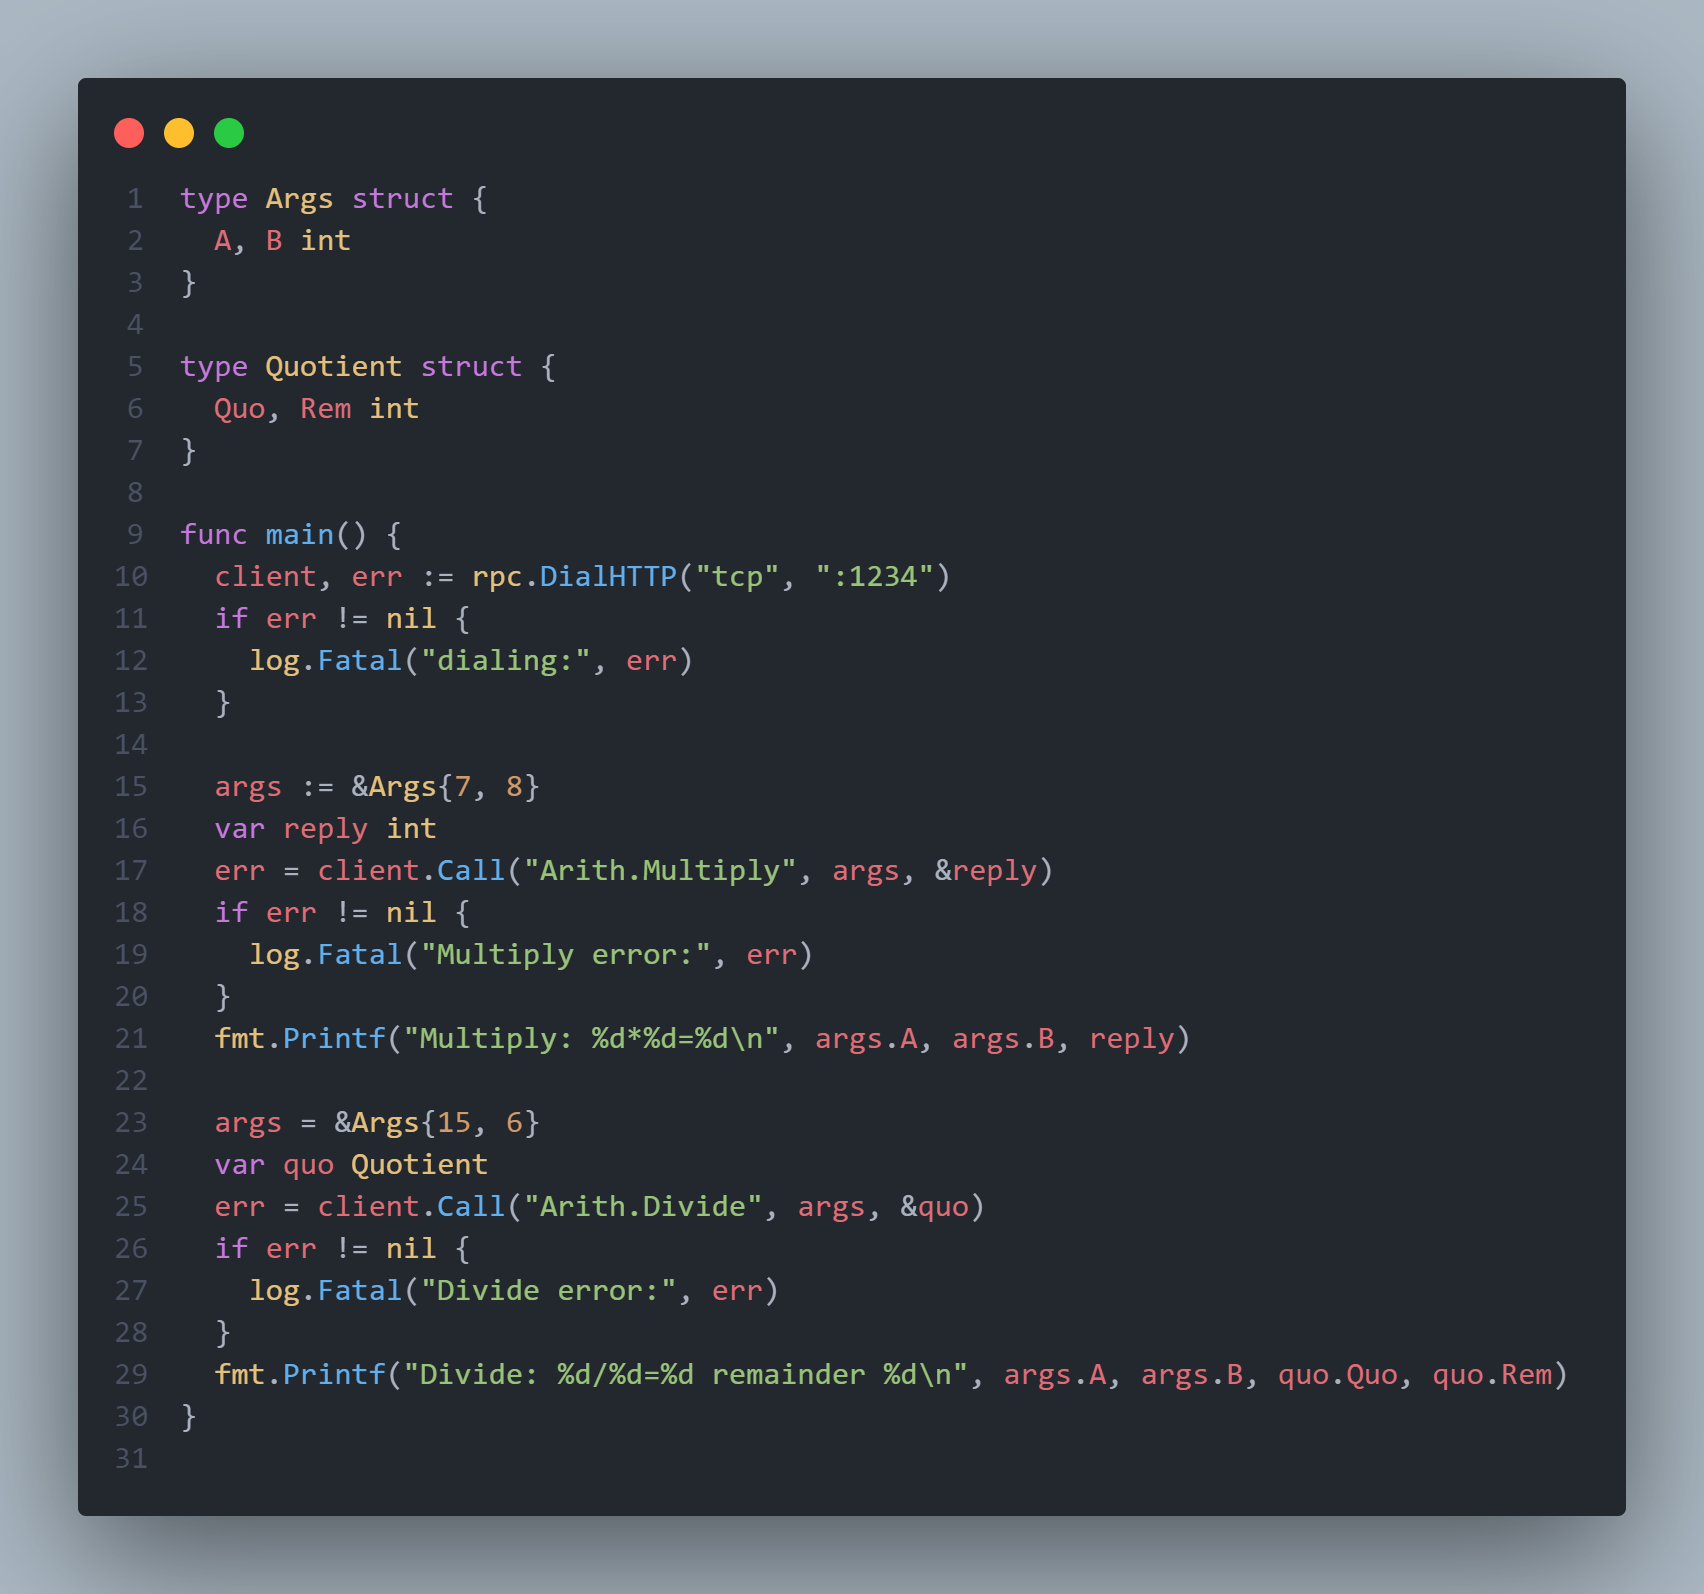 1 type Args struct {
2   A, B int
3 }
4
5 type Quotient struct {
6   Quo, Rem int
7 }
8
9 func main() {
10   client, err := rpc.DialHTTP("tcp", ":1234")
11   if err != nil {
12     log.Fatal("dialing:", err)
13   }
14
15   args := &Args{7, 8}
16   var reply int
17   err = client.Call("Arith.Multiply", args, &reply)
18   if err != nil {
19     log.Fatal("Multiply error:", err)
20   }
21   fmt.Printf("Multiply: %d*%d=%d\n", args.A, args.B, reply)
22
23   args = &Args{15, 6}
24   var quo Quotient
25   err = client.Call("Arith.Divide", args, &quo)
26   if err != nil {
27     log.Fatal("Divide error:", err)
28   }
29   fmt.Printf("Divide: %d/%d=%d remainder %d\n", args.A, args.B, quo.Quo, quo.Rem)
30 }
31